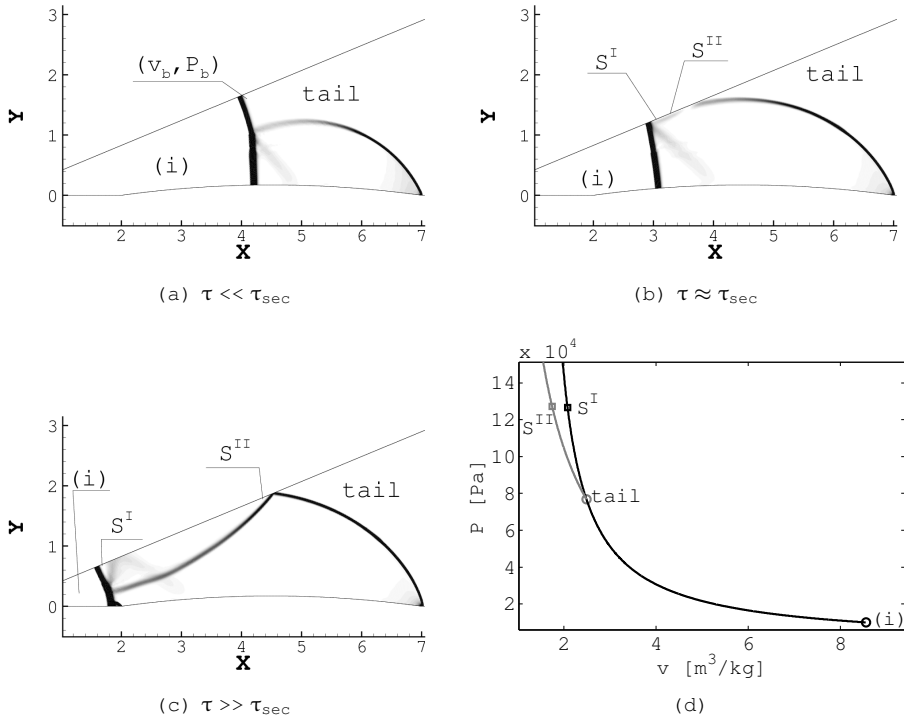 3
2
1
0
Y
(v_b,P_b)
tail
(i)
2 3 4 5 6 7
X
(a) τ << τ_sec
3
2
1
0
Y
S^I
S^II
tail
(i)
2 3 4 5 6 7
X
(b) τ ≈ τ_sec
3
2
1
0
Y
(i)
S^I
S^II
tail
2 3 4 5 6 7
X
(c) τ >> τ_sec
x 10^4
14
12
10
8
6
4
2
P [Pa]
S^I
S^II
tail
(i)
2 4 6 8
v [m^3/kg]
(d)